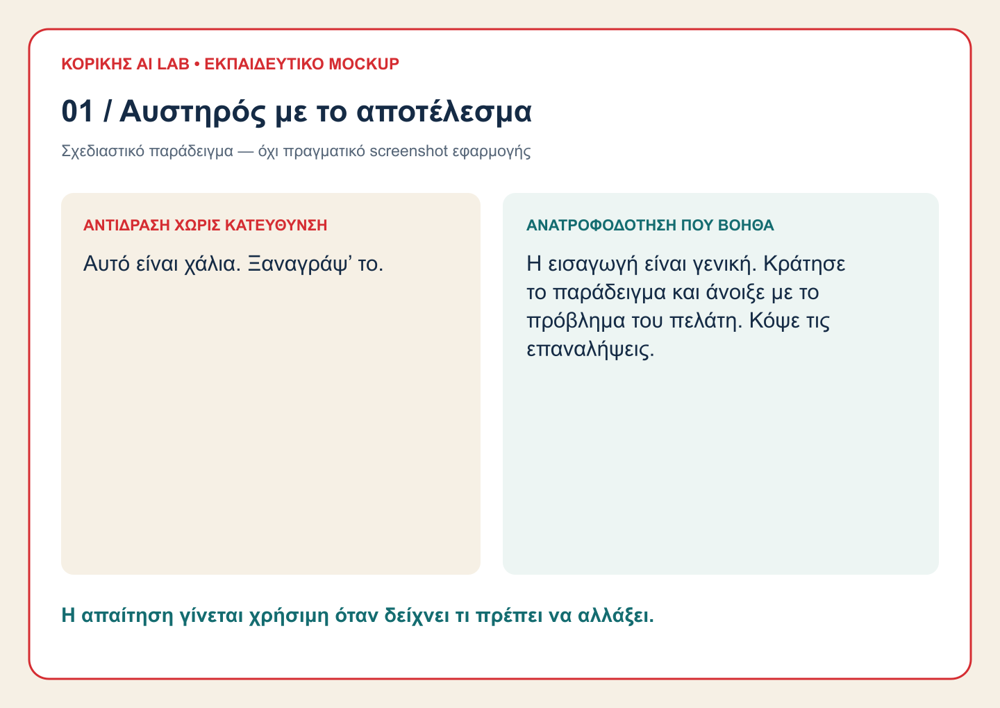 ΚΟΡΙΚΗΣ AI LAB • ΕΚΠΑΙΔΕΥΤΙΚΟ MOCKUP
01 / Αυστηρός με το αποτέλεσμα
Σχεδιαστικό παράδειγμα — όχι πραγματικό screenshot εφαρμογής
ΑΝΤΙΔΡΑΣΗ ΧΩΡΙΣ ΚΑΤΕΥΘΥΝΣΗ
Αυτό είναι χάλια. Ξαναγράψ’ το.
ΑΝΑΤΡΟΦΟΔΟΤΗΣΗ ΠΟΥ ΒΟΗΘΑ
Η εισαγωγή είναι γενική. Κράτησε
το παράδειγμα και άνοιξε με το
πρόβλημα του πελάτη. Κόψε τις
επαναλήψεις.
Η απαίτηση γίνεται χρήσιμη όταν δείχνει τι πρέπει να αλλάξει.